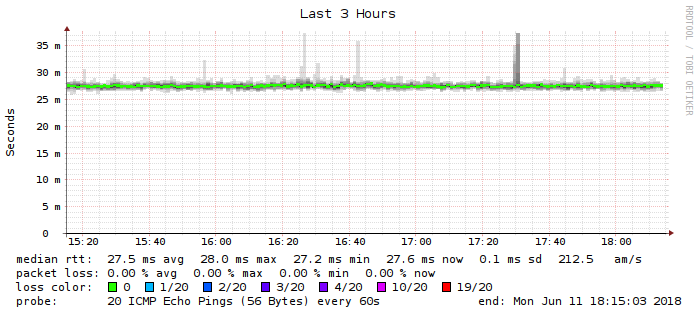 Last 3 Hours
RRDTOOL / TOBI OETIKER
Seconds
35 m
30 m
25 m
20 m
15 m
10 m
5 m
0
15:20 15:40 16:00 16:20 16:40 17:00 17:20 17:40 18:00
median rtt: 27.5 ms avg 28.0 ms max 27.2 ms min 27.6 ms now 0.1 ms sd 212.5 am/s
packet loss: 0.00 % avg 0.00 % max 0.00 % min 0.00 % now
loss color: 0 1/20 2/20 3/20 4/20 10/20 19/20
probe: 20 ICMP Echo Pings (56 Bytes) every 60s end: Mon Jun 11 18:15:03 2018